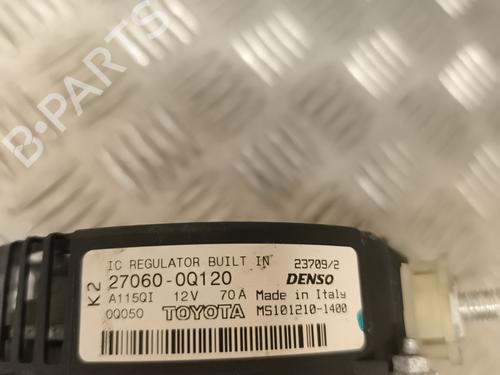 B-PARTS
IC REGULATOR BUILT IN 23709/2
K2 27060-0Q120 DENSO
A115QI 12V 70A Made in Italy
0Q050 TOYOTA MS101210-1400